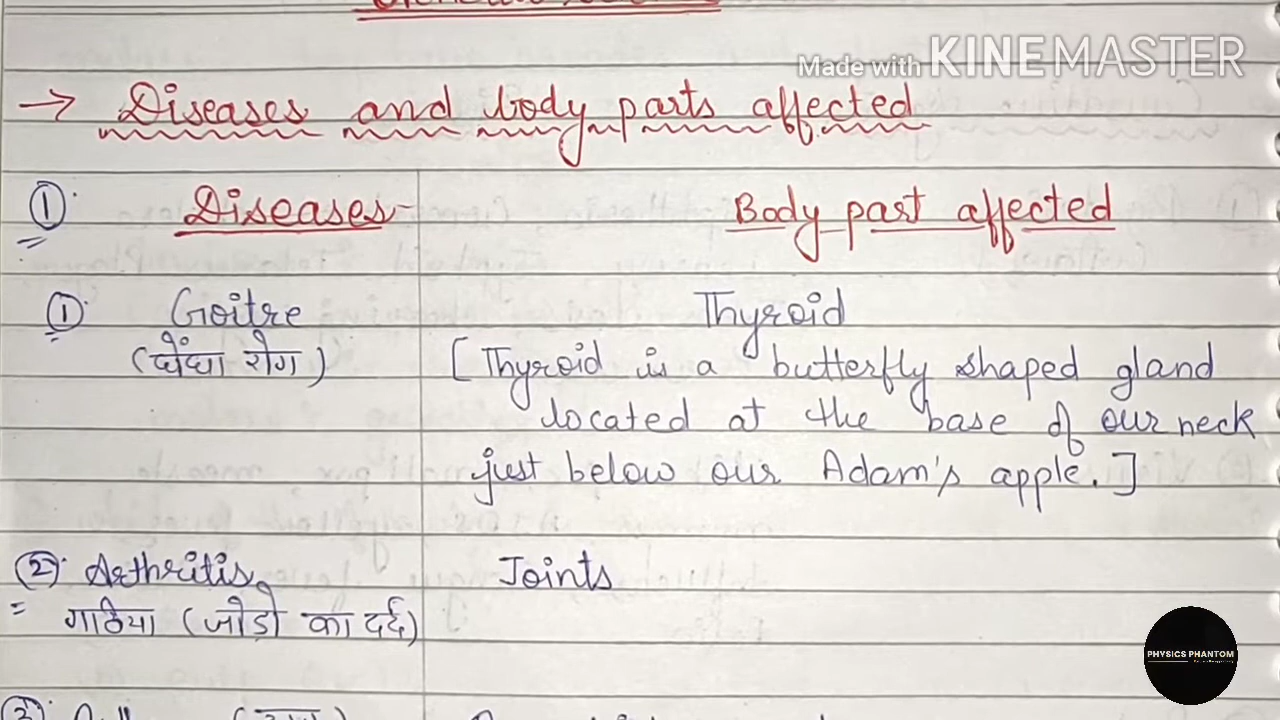 Made with KINEMASTER
→ Diseases and body parts affected
① Diseases- Body part affected
① Goitre Thyroid
(घेंघा रोग) [Thyroid is a butterfly shaped gland
located at the base of our neck
just below our Adam's apple.]
② Arthritis Joints
= गाठिया (जोड़ो का दर्द)
③
PHYSICS PHANTOM